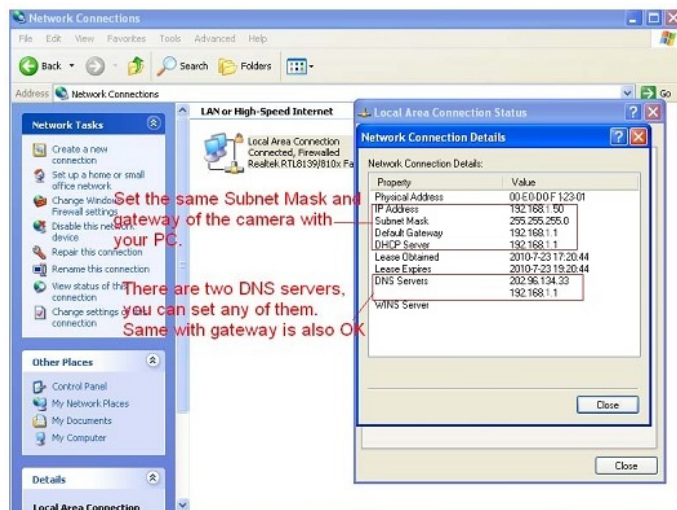 Network Connections
File Edit View Favorites Tools Advanced Help
Back Search Folders
Address Network Connections Go
Network Tasks
Create a new
connection
Set up a home or small
office network
Change Windows
Firewall settings
Disable this network
device
Repair this connection
Rename this connection
View status of this
connection
Change settings of this
connection
Other Places
Control Panel
My Network Places
My Documents
My Computer
Details
Local Area Connection
LAN or High-Speed Internet
Local Area Connection
Connected, Firewalled
Realtek RTL8139/810x Fa
Set the same Subnet Mask and
gateway of the camera with
your PC.
There are two DNS servers,
you can set any of them.
Same with gateway is also OK
Local Area Connection Status
Network Connection Details
Network Connection Details:
Property Value
Physical Address 00-E0-D0-F1-23-01
IP Address 192.168.1.50
Subnet Mask 255.255.255.0
Default Gateway 192.168.1.1
DHCP Server 192.168.1.1
Lease Obtained 2010-7-23 17:20:44
Lease Expires 2010-7-23 19:20:44
DNS Servers 202.96.134.33
192.168.1.1
WINS Server
Close
Close